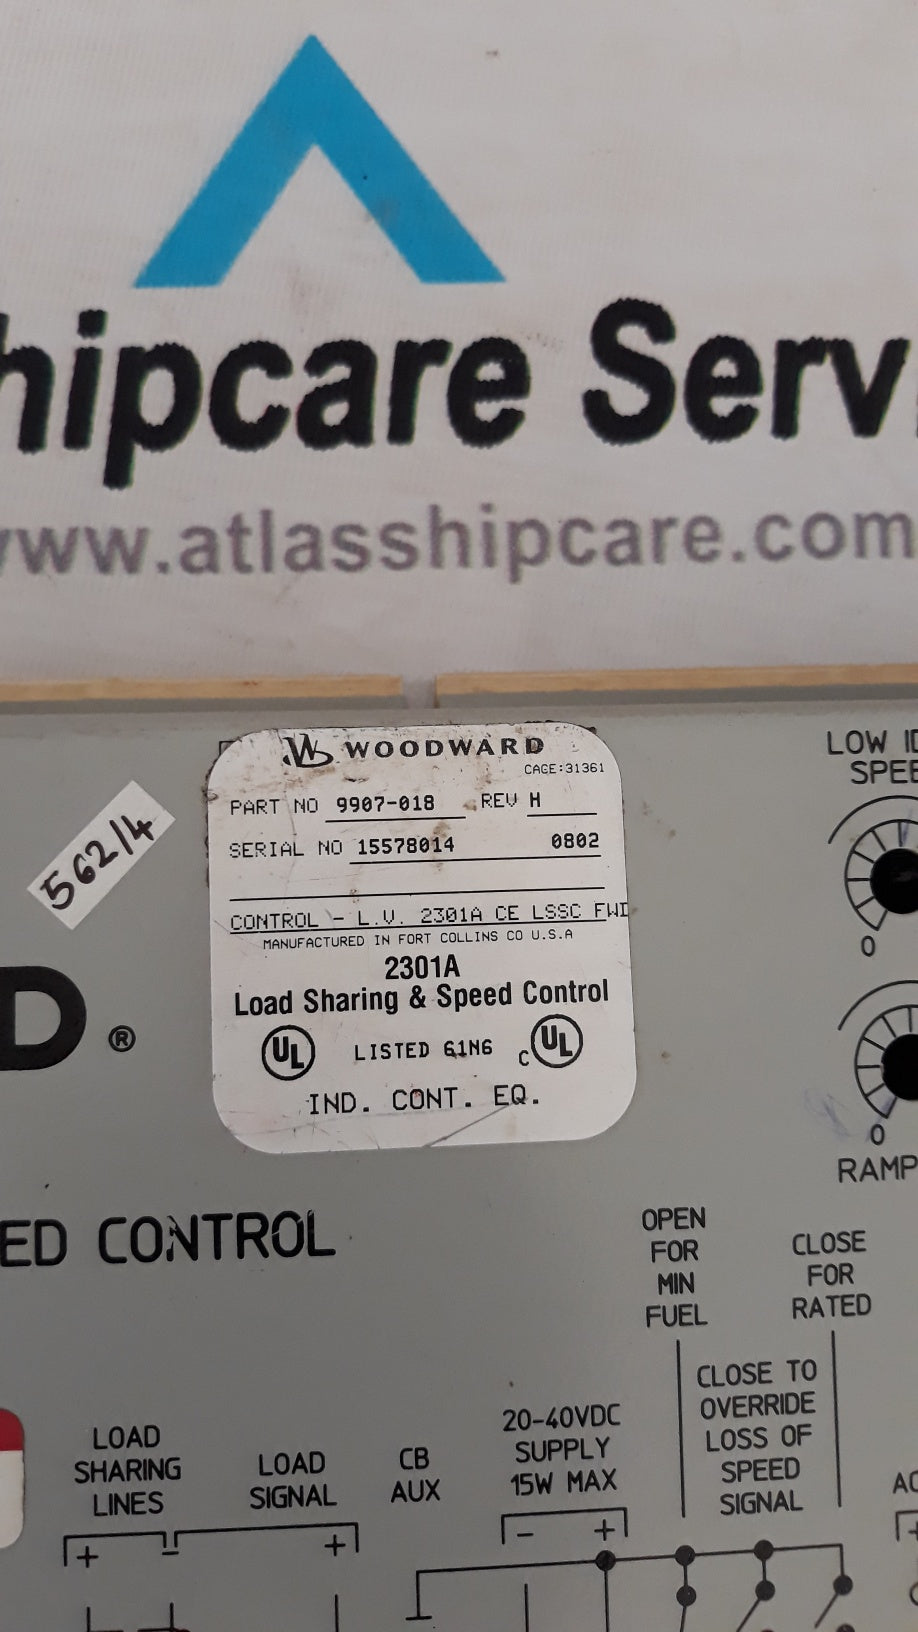 hipcare Serv
www.atlasshipcare.com
WOODWARD
CAGE:31361
PART NO 9907-018 REV H
SERIAL NO 15578014 0802
CONTROL - L.V. 2301A CE LSSC FWD
MANUFACTURED IN FORT COLLINS CO U.S.A
2301A
Load Sharing & Speed Control
UL LISTED 61N6 C UL
IND. CONT. EQ.
562/4
D®
LOW ID
SPEE
0
0
RAMP
ED CONTROL
OPEN
FOR
MIN
FUEL
CLOSE
FOR
RATED
CLOSE TO
OVERRIDE
LOSS OF
SPEED
SIGNAL
LOAD
SHARING
LINES
+ -
LOAD
SIGNAL
+
CB
AUX
20-40VDC
SUPPLY
15W MAX
- +
AC
+